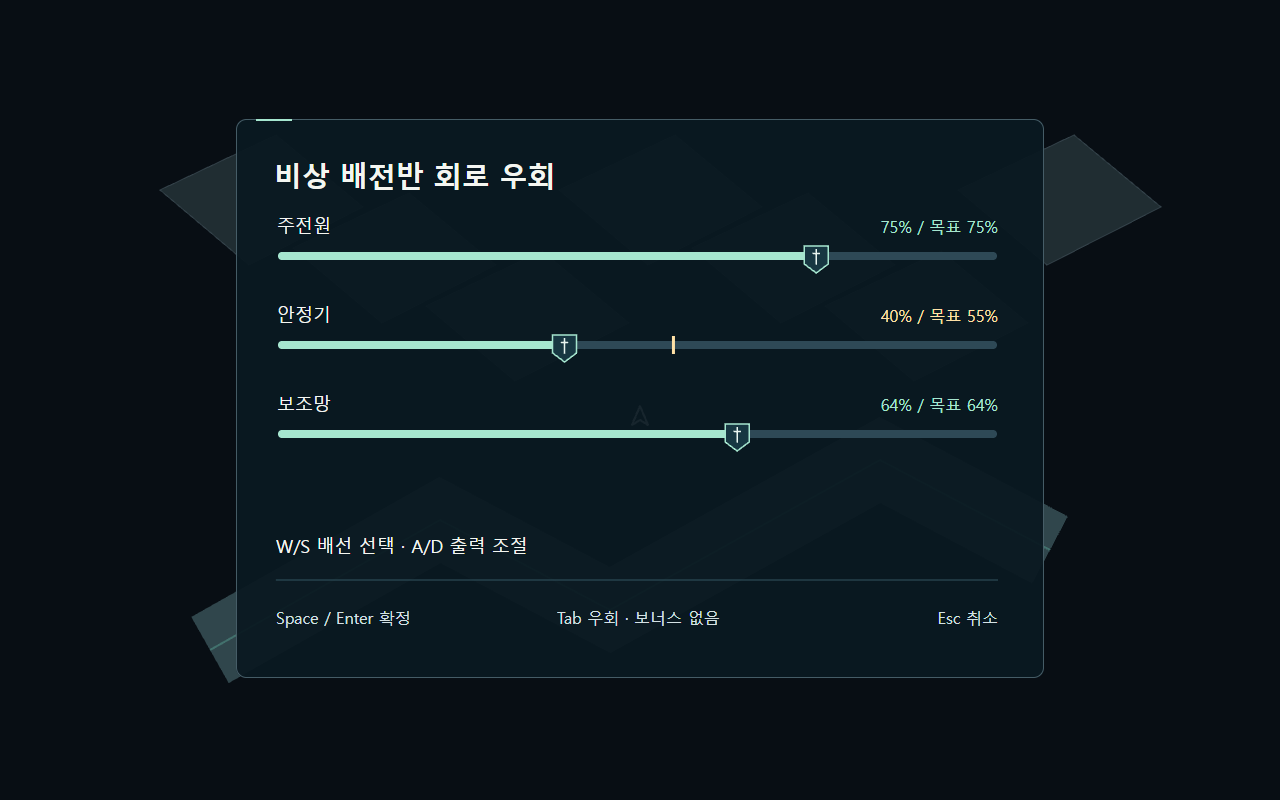 비상 배전반 회로 우회
주전원 75% / 목표 75%
안정기 40% / 목표 55%
보조망 64% / 목표 64%
W/S 배선 선택 · A/D 출력 조절
Space / Enter 확정 Tab 우회 · 보너스 없음 Esc 취소